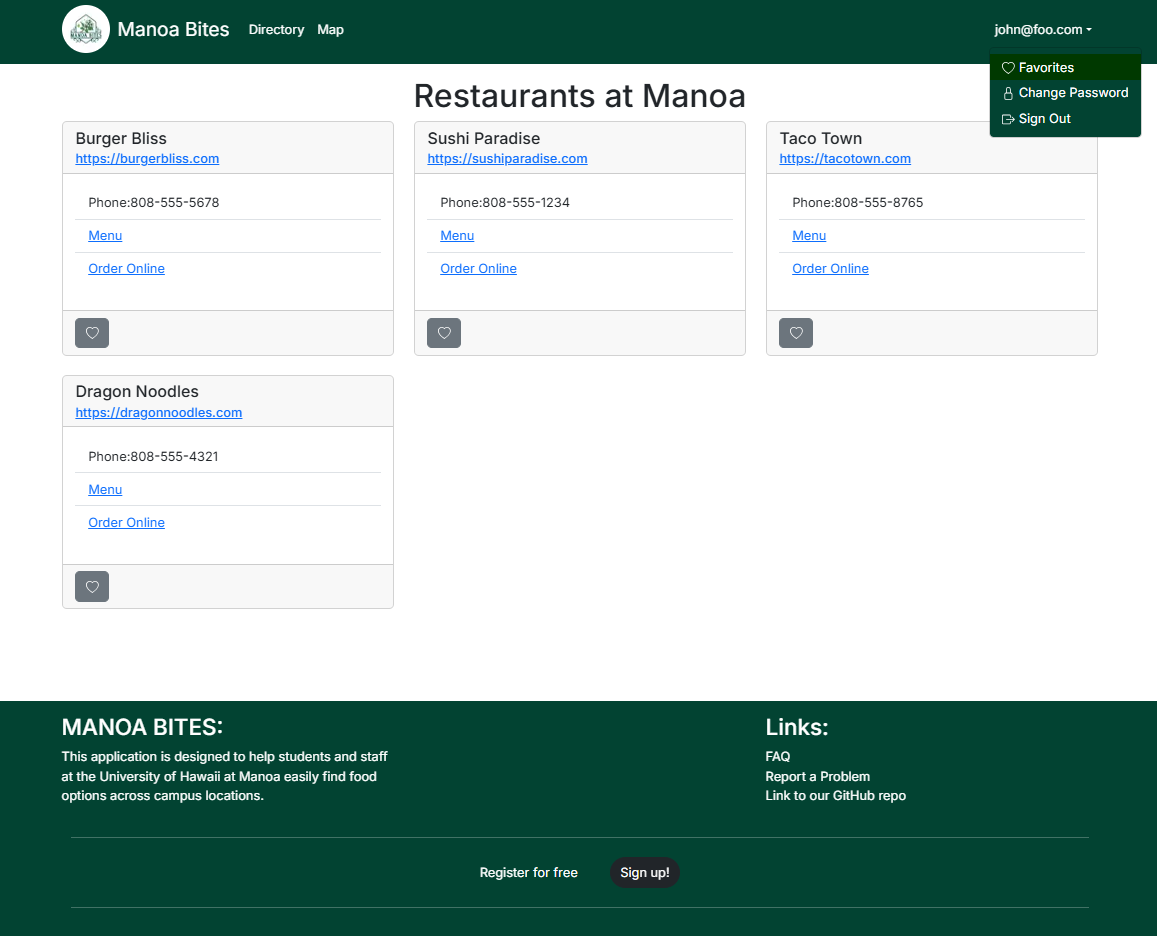 MANOA BITES
Manoa Bites
Directory
Map
john@foo.com
Favorites
Change Password
Sign Out
Restaurants at Manoa
Burger Bliss
https://burgerbliss.com
Phone:808-555-5678
Menu
Order Online
Sushi Paradise
https://sushiparadise.com
Phone:808-555-1234
Menu
Order Online
Taco Town
https://tacotown.com
Phone:808-555-8765
Menu
Order Online
Dragon Noodles
https://dragonnoodles.com
Phone:808-555-4321
Menu
Order Online
MANOA BITES:
This application is designed to help students and staff
at the University of Hawaii at Manoa easily find food
options across campus locations.
Links:
FAQ
Report a Problem
Link to our GitHub repo
Register for free
Sign up!